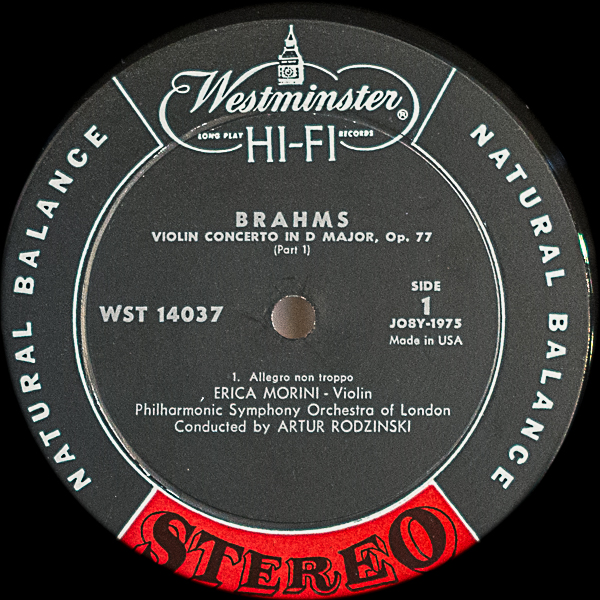 Westminster®
LONG PLAY RECORDS
HI-FI
NATURAL BALANCE
NATURAL BALANCE
BRAHMS
VIOLIN CONCERTO IN D MAJOR, Op. 77
(Part 1)
WST 14037
SIDE
1
JO8Y-1975
Made in USA
1. Allegro non troppo
ERICA MORINI - Violin
Philharmonic Symphony Orchestra of London
Conducted by ARTUR RODZINSKI
STEREO